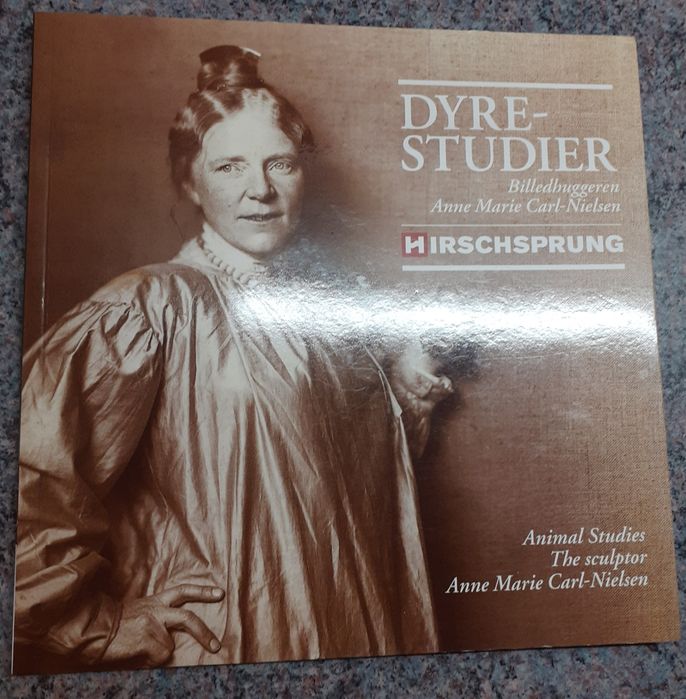 DYRE-
STUDIER
Billedhuggeren
Anne Marie Carl-Nielsen
HIRSCHSPRUNG
Animal Studies
The sculptor
Anne Marie Carl-Nielsen